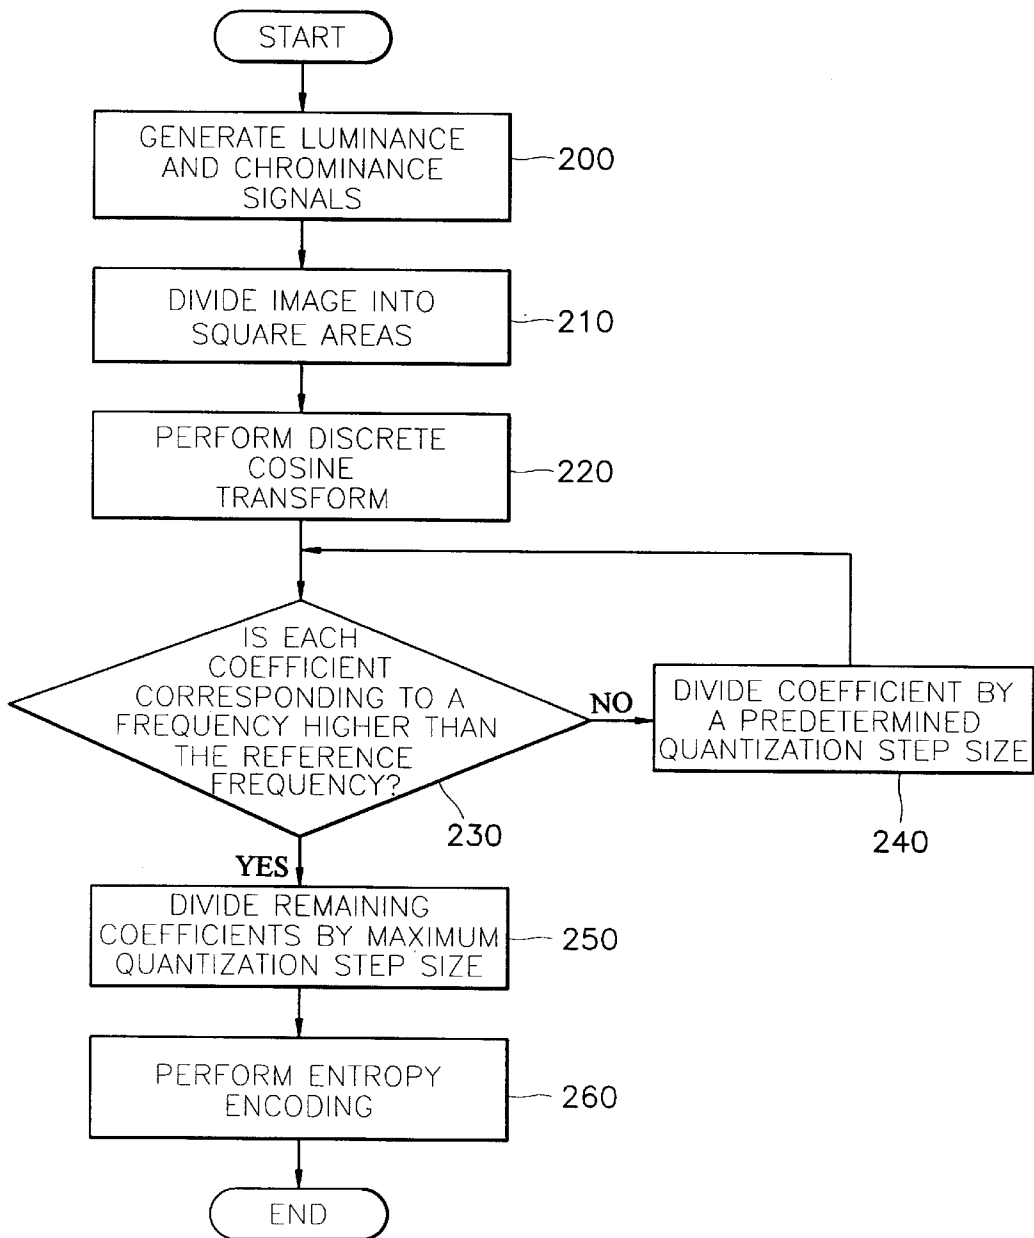 START
GENERATE LUMINANCE
AND CHROMINANCE
SIGNALS
200
DIVIDE IMAGE INTO
SQUARE AREAS
210
PERFORM DISCRETE
COSINE
TRANSFORM
220
IS EACH
COEFFICIENT
CORRESPONDING TO A
FREQUENCY HIGHER THAN
THE REFERENCE
FREQUENCY?
230
NO
DIVIDE COEFFICIENT BY
A PREDETERMINED
QUANTIZATION STEP SIZE
240
YES
DIVIDE REMAINING
COEFFICIENTS BY MAXIMUM
QUANTIZATION STEP SIZE
250
PERFORM ENTROPY
ENCODING
260
END